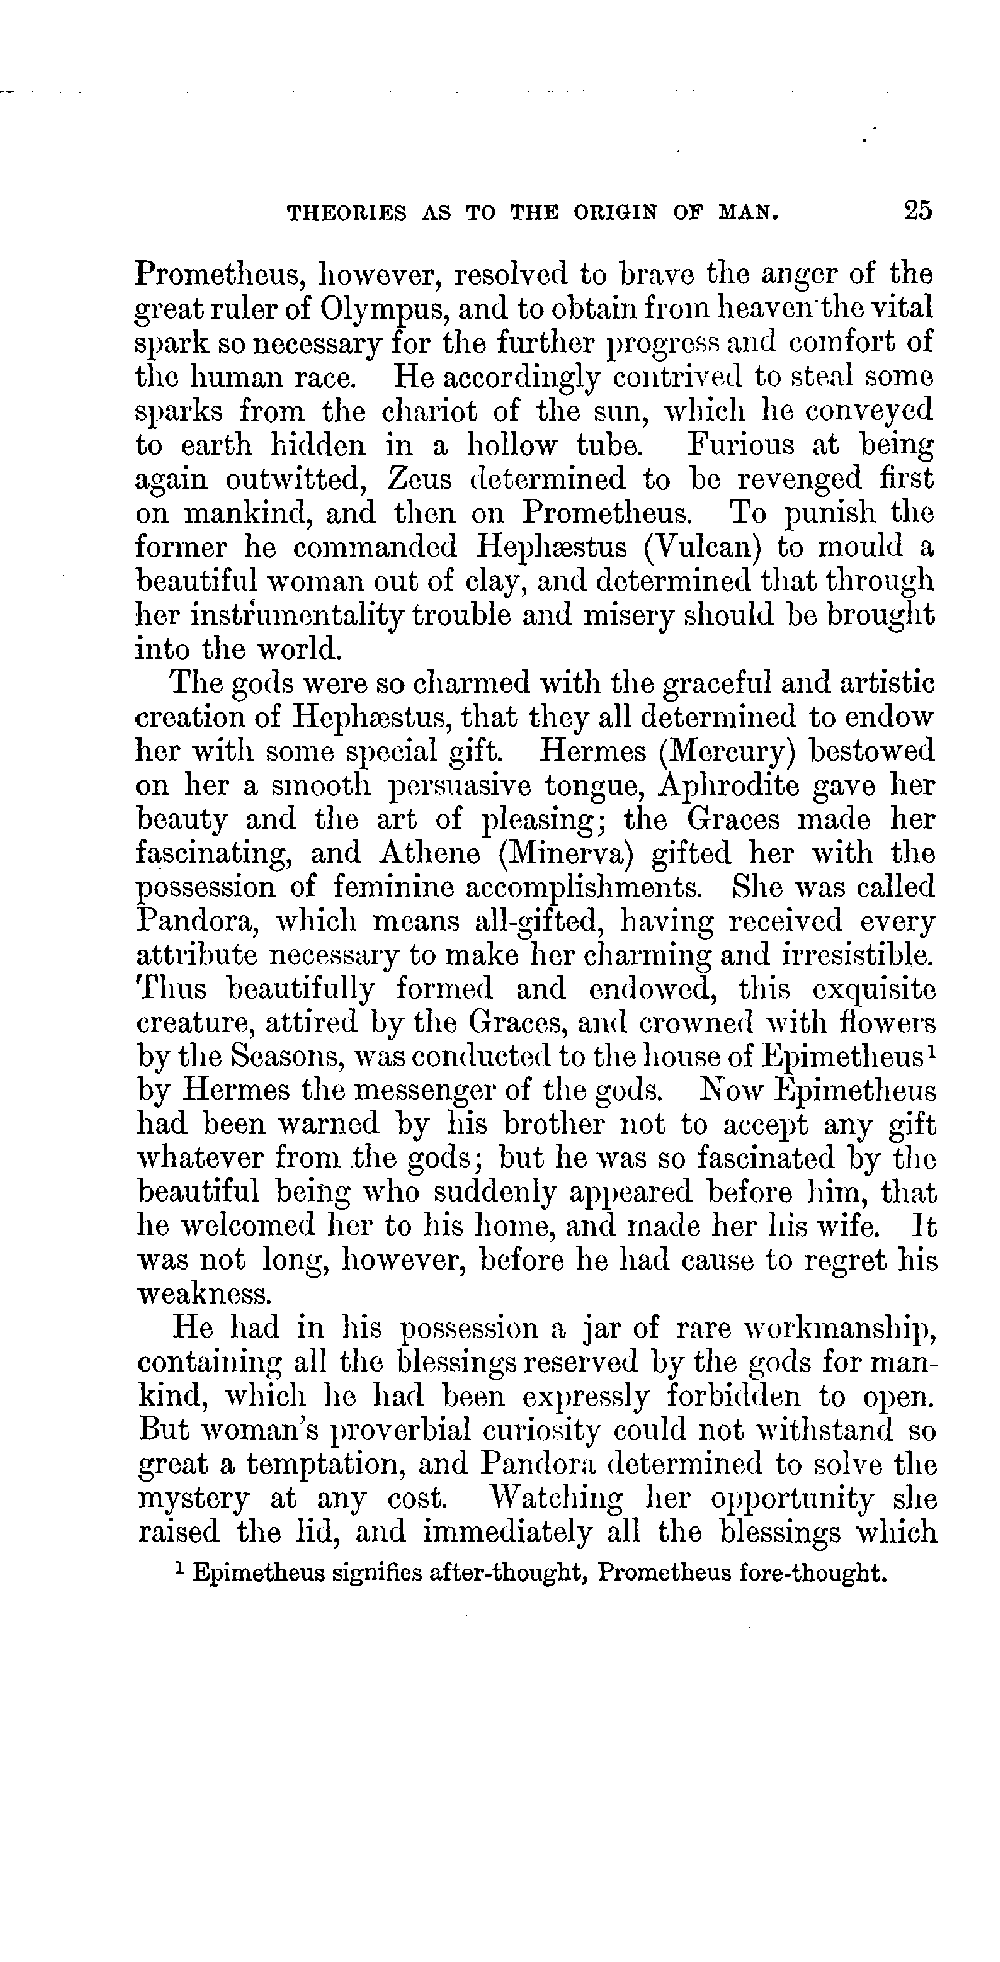 THEORIES AS TO THE ORIGIN OF MAN. 25
Prometheus, however, resolved to brave the anger of the
great ruler of Olympus, and to obtain from heaven the vital
spark so necessary for the further progress and comfort of
the human race. He accordingly contrived to steal some
sparks from the chariot of the sun, which he conveyed
to earth hidden in a hollow tube. Furious at being
again outwitted, Zeus determined to be revenged first
on mankind, and then on Prometheus. To punish the
former he commanded Hephæstus (Vulcan) to mould a
beautiful woman out of clay, and determined that through
her instrumentality trouble and misery should be brought
into the world.
The gods were so charmed with the graceful and artistic
creation of Hephæstus, that they all determined to endow
her with some special gift. Hermes (Mercury) bestowed
on her a smooth persuasive tongue, Aphrodite gave her
beauty and the art of pleasing; the Graces made her
fascinating, and Athene (Minerva) gifted her with the
possession of feminine accomplishments. She was called
Pandora, which means all-gifted, having received every
attribute necessary to make her charming and irresistible.
Thus beautifully formed and endowed, this exquisite
creature, attired by the Graces, and crowned with flowers
by the Seasons, was conducted to the house of Epimetheus¹
by Hermes the messenger of the gods. Now Epimetheus
had been warned by his brother not to accept any gift
whatever from the gods; but he was so fascinated by the
beautiful being who suddenly appeared before him, that
he welcomed her to his home, and made her his wife. It
was not long, however, before he had cause to regret his
weakness.
He had in his possession a jar of rare workmanship,
containing all the blessings reserved by the gods for man-
kind, which he had been expressly forbidden to open.
But woman's proverbial curiosity could not withstand so
great a temptation, and Pandora determined to solve the
mystery at any cost. Watching her opportunity she
raised the lid, and immediately all the blessings which
¹ Epimetheus signifies after-thought, Prometheus fore-thought.